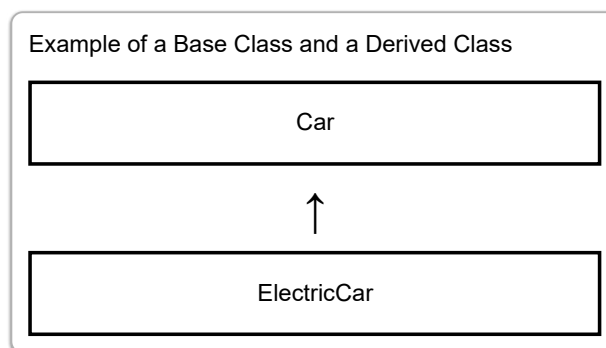 Example of a Base Class and a Derived Class
Car
ElectricCar